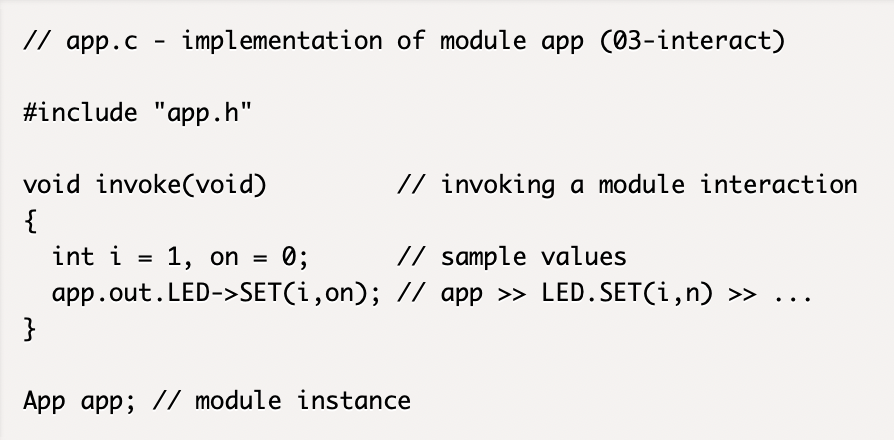 // app.c - implementation of module app (03-interact)
#include "app.h"
void invoke(void)         // invoking a module interaction
{
  int i = 1, on = 0;      // sample values
  app.out.LED->SET(i,on); // app >> LED.SET(i,n) >> ...
}
App app; // module instance